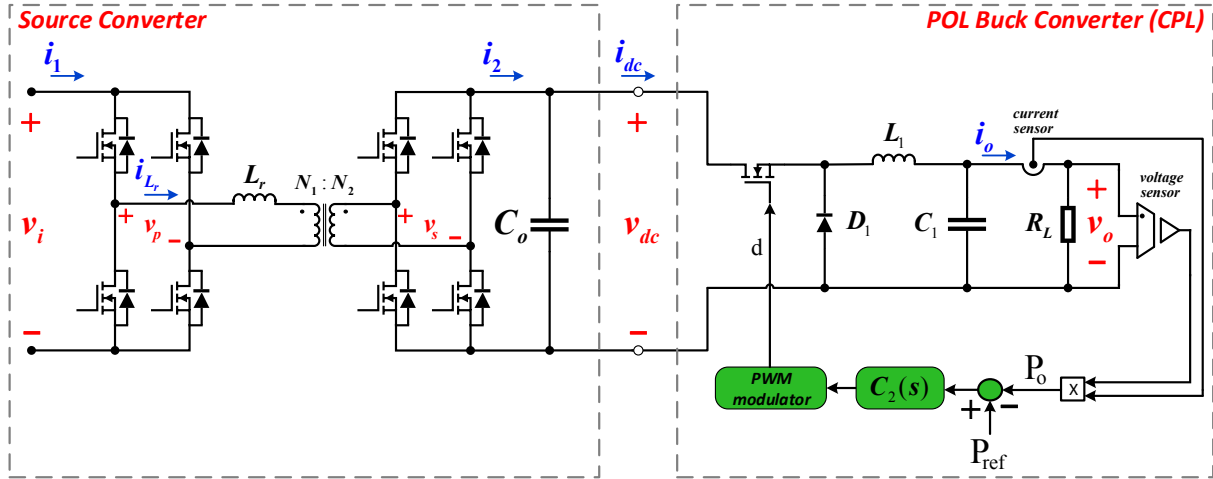 Source Converter
POL Buck Converter (CPL)
i1
i2
idc
current sensor
io
L1
voltage sensor
iLr
Lr
N1 : N2
+
+
+
+
+
vi
vp
−
vs
−
Co
vdc
d
D1
C1
RL
vo
−
−
−
Po
PWM modulator
C2(s)
X
+
−
Pref